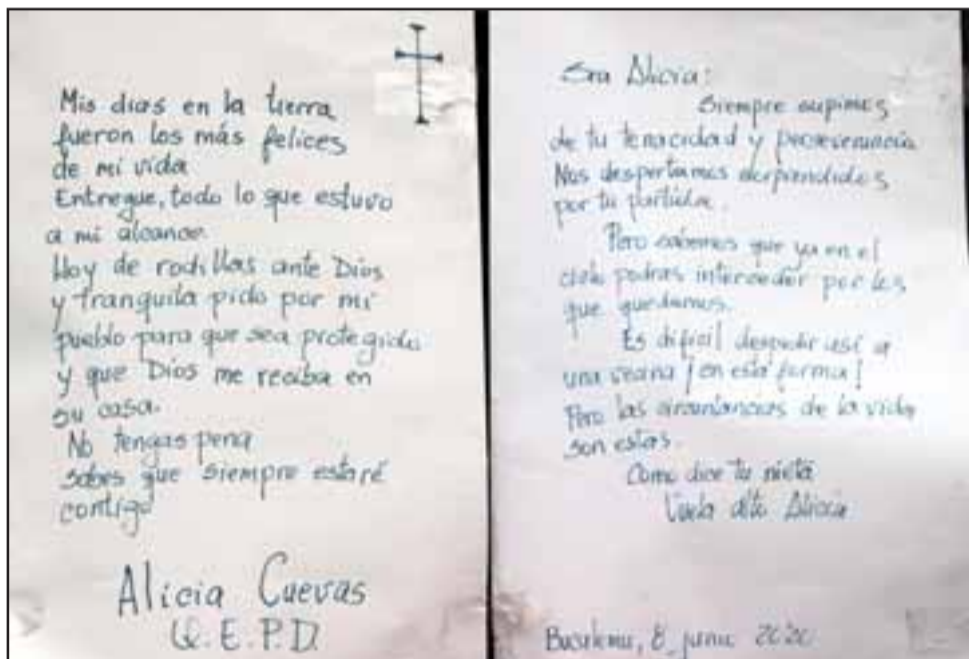 Mis dias en la tierra
fueron los más felices
de mi vida
Entregue, todo lo que estuvo
a mi alcance.
Hoy de rodillas ante Dios
y tranquila pido por mi
pueblo para que sea protegido
y que Dios me reciba en
su casa.
No tengas pena
sabes que siempre estaré
contigo
Alicia Cuevas
Q.E.P.D.
Sra Alicia:
Siempre supimos
de tu tenacidad y perseverancia
Nos despertamos sorprendidos
por tu partida.
Pero sabemos que ya en el
cielo podras interceder por los
que quedamos.
Es dificil despedir así a
una vecina ¡en esta forma!
Pero las circuntancias de la vida
son estas.
Como dice tu nieta
Vuela alto Alicia
Bucalemu, 8 junio 2020